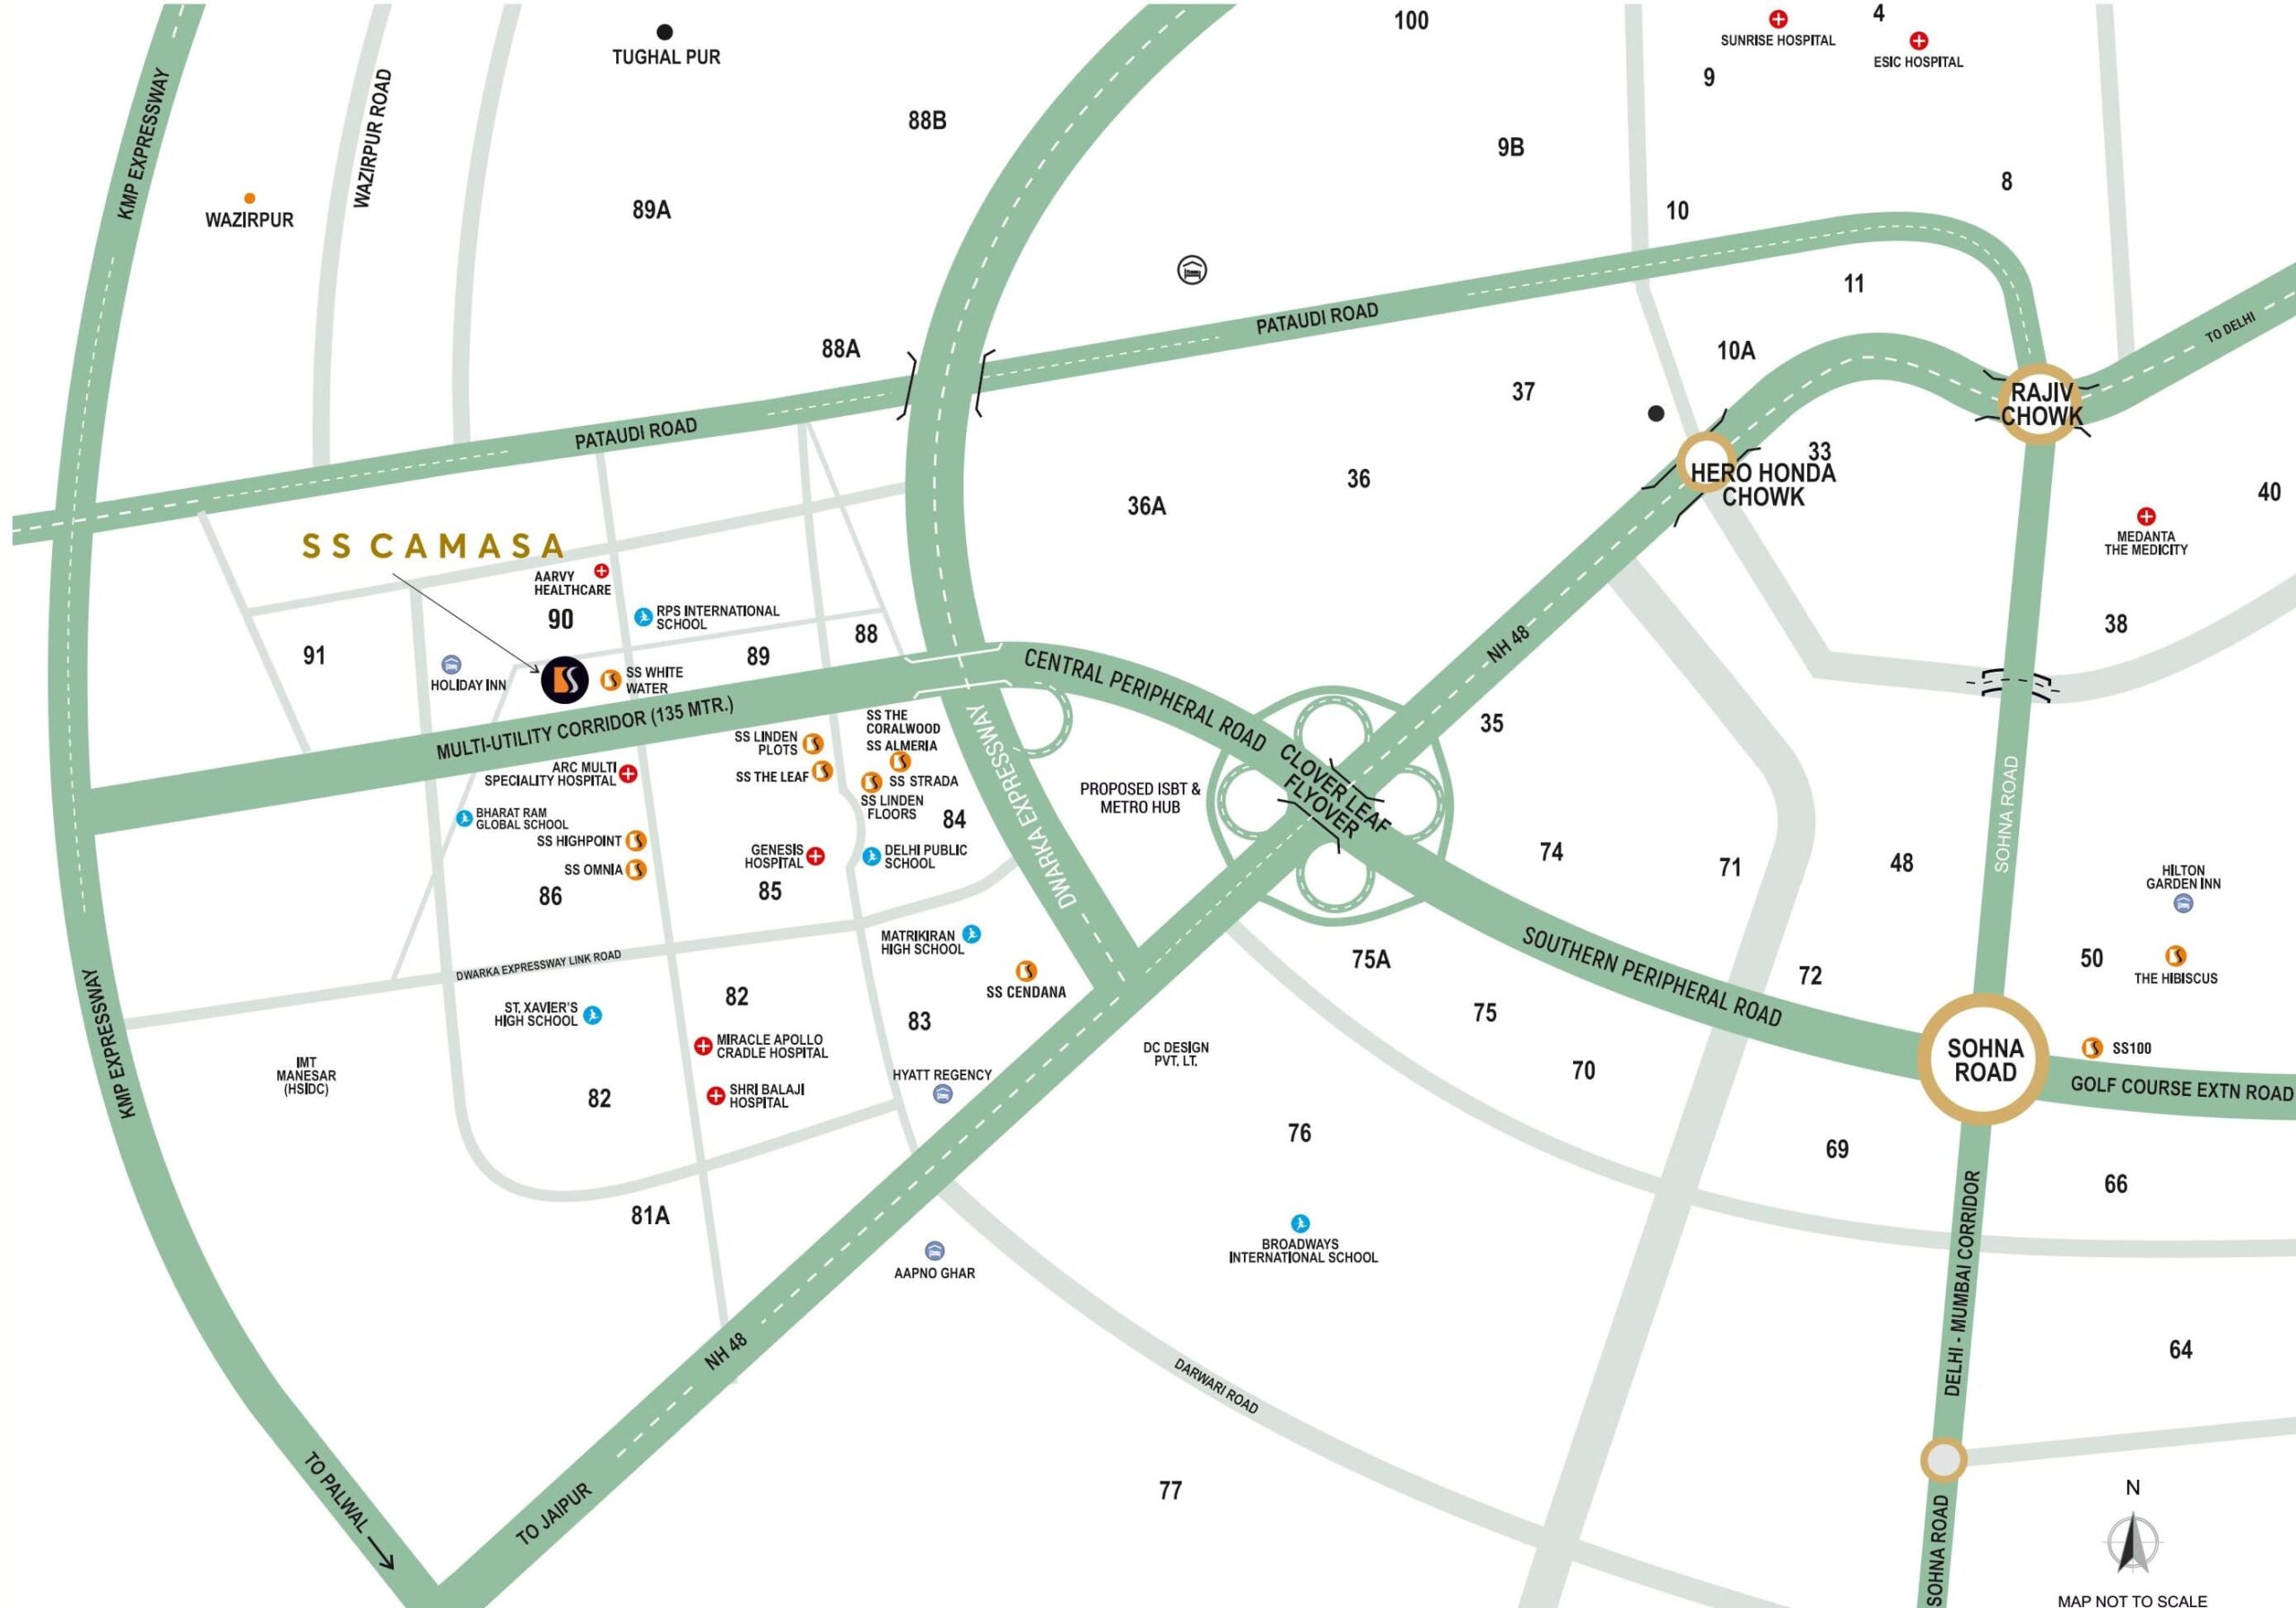 100
4
SUNRISE HOSPITAL
ESIC HOSPITAL
TUGHAL PUR
9
KMP EXPRESSWAY
WAZIRPUR ROAD
88B
9B
8
WAZIRPUR
89A
10
11
PATAUDI ROAD
TO DELHI
88A
10A
37
RAJIV
CHOWK
PATAUDI ROAD
33
HERO HONDA
CHOWK
36
36A
40
SS CAMASA
MEDANTA
THE MEDICITY
AARVY
HEALTHCARE
90
RPS INTERNATIONAL
SCHOOL
88
38
91
89
NH 48
HOLIDAY INN
SS WHITE
WATER
CENTRAL PERIPHERAL ROAD
MULTI-UTILITY CORRIDOR (135 MTR.)
SS THE
CORALWOOD
SS LINDEN
PLOTS
SS ALMERIA
35
DWARKA EXPRESSWAY
CLOVER LEAF
FLYOVER
ARC MULTI
SPECIALITY HOSPITAL
SS THE LEAF
SS STRADA
SS LINDEN
FLOORS
PROPOSED ISBT &
METRO HUB
SOHNA ROAD
BHARAT RAM
GLOBAL SCHOOL
84
SS HIGHPOINT
GENESIS
HOSPITAL
DELHI PUBLIC
SCHOOL
74
71
48
SS OMNIA
86
85
HILTON
GARDEN INN
MATRIKIRAN
HIGH SCHOOL
75A
SOUTHERN PERIPHERAL ROAD
72
50
THE HIBISCUS
DWARKA EXPRESSWAY LINK ROAD
SS CENDANA
82
ST. XAVIER'S
HIGH SCHOOL
83
75
KMP EXPRESSWAY
MIRACLE APOLLO
CRADLE HOSPITAL
DC DESIGN
PVT. LT.
SOHNA
ROAD
SS100
IMT
MANESAR
(HSIDC)
HYATT REGENCY
70
GOLF COURSE EXTN ROAD
82
SHRI BALAJI
HOSPITAL
76
69
66
81A
BROADWAYS
INTERNATIONAL SCHOOL
AAPNO GHAR
DELHI - MUMBAI CORRIDOR
NH 48
64
DARWARI ROAD
TO PALWAL
TO JAIPUR
77
SOHNA ROAD
N
MAP NOT TO SCALE